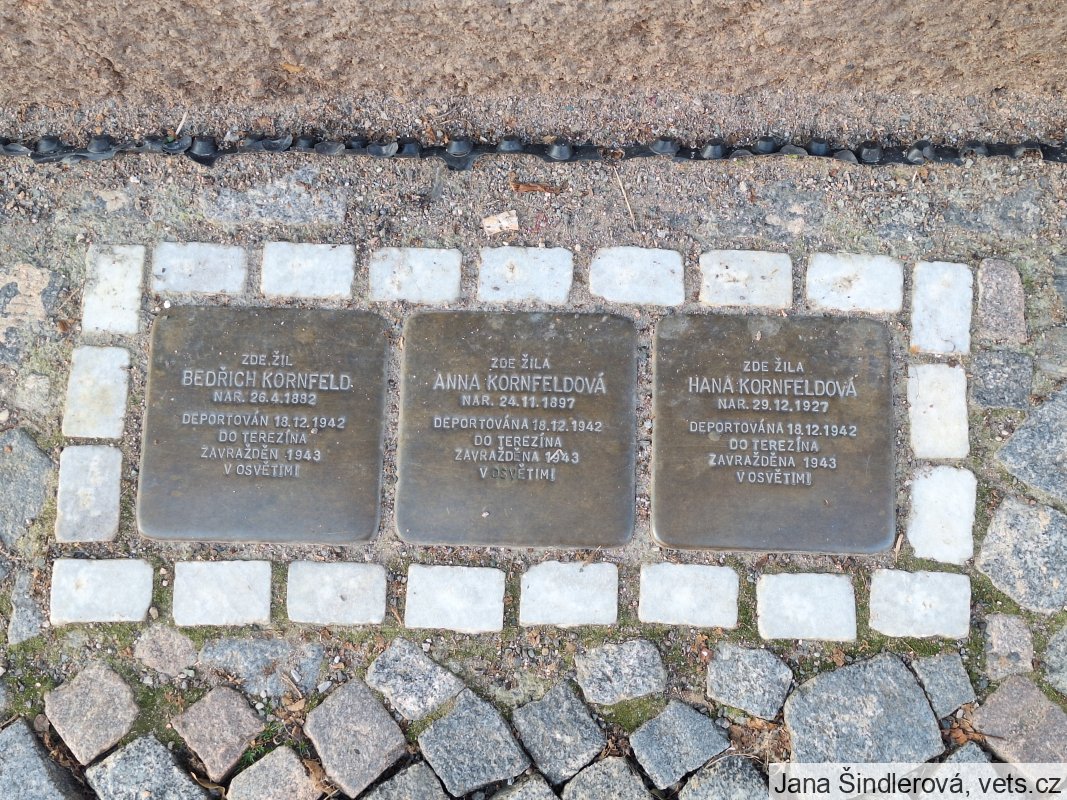 ZDE ŽIL
BEDŘICH KORNFELD
NAR. 26.4.1882
DEPORTOVÁN 18.12.1942
DO TEREZÍNA
ZAVRAŽDĚN 1943
V OSVĚTIMI
ZDE ŽILA
ANNA KORNFELDOVÁ
NAR. 24.11.1897
DEPORTOVÁNA 18.12.1942
DO TEREZÍNA
ZAVRAŽDĚNA 1943
V OSVĚTIMI
ZDE ŽILA
HANA KORNFELDOVÁ
NAR. 29.12.1927
DEPORTOVÁNA 18.12.1942
DO TEREZÍNA
ZAVRAŽDĚNA 1943
V OSVĚTIMI
Jana Šindlerová, vets.cz